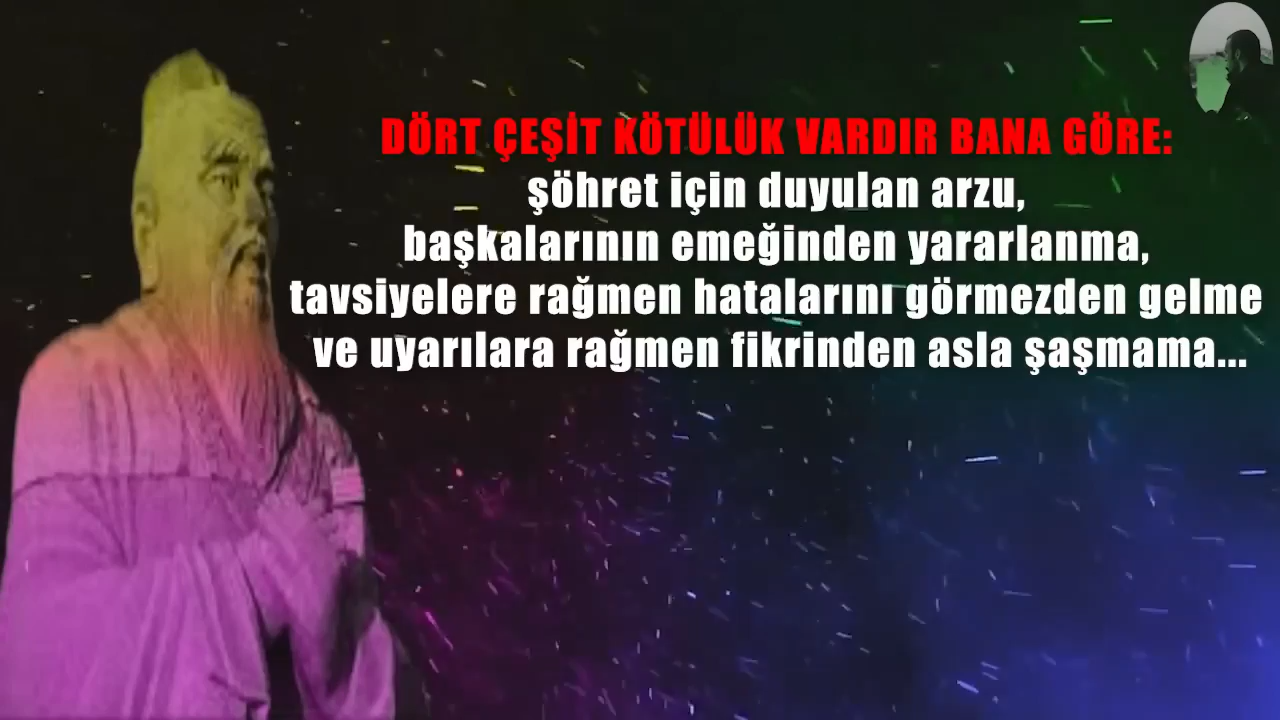 DÖRT ÇEŞİT KÖTÜLÜK VARDIR BANA GÖRE:
şöhret için duyulan arzu,
başkalarının emeğinden yararlanma,
tavsiyelere rağmen hatalarını görmezden gelme
ve uyarılara rağmen fikrinden asla şaşmama...